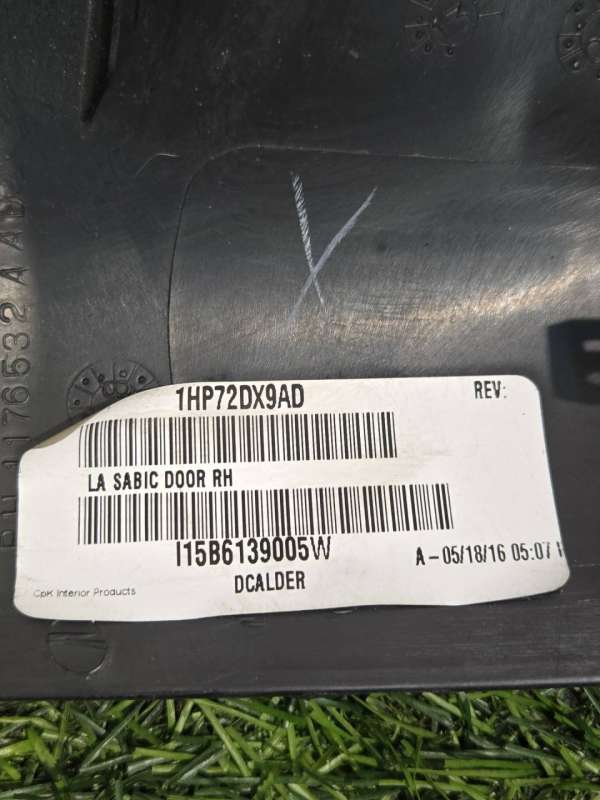 1HP72DX9AD
REV:
LA SABIC DOOR RH
I15B6139005W
A-05/18/16 05:07
DCALDER
CpK Interior Products